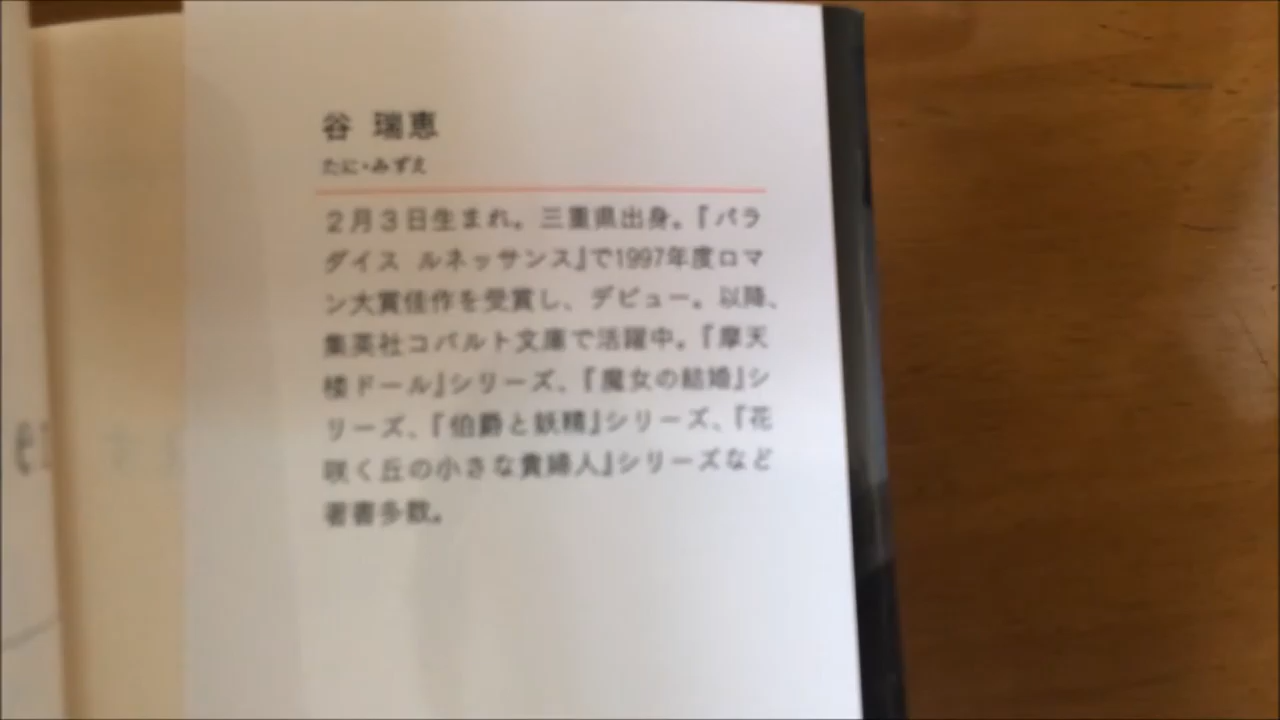 谷 瑞恵
たに・みずえ
2月3日生まれ。三重県出身。『パラ
ダイス ルネッサンス』で1997年度ロマ
ン大賞佳作を受賞し、デビュー。以降、
集英社コバルト文庫で活躍中。『摩天
楼ドール』シリーズ、『魔女の結婚』シ
リーズ、『伯爵と妖精』シリーズ、『花
咲く丘の小さな貴婦人』シリーズなど
著書多数。